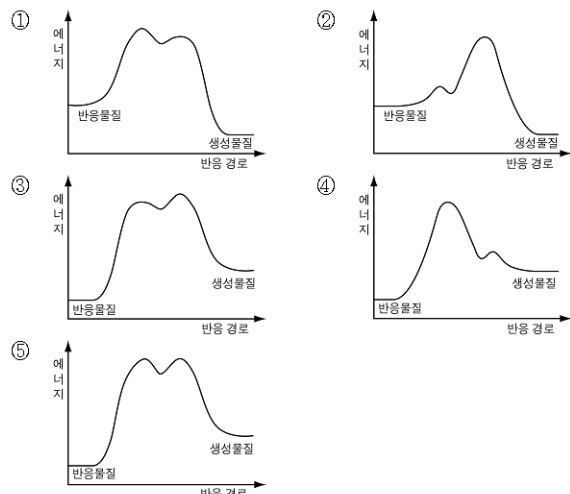 ①
에너지
반응물질
생성물질
반응 경로
②
에너지
반응물질
생성물질
반응 경로
③
에너지
반응물질
생성물질
반응 경로
④
에너지
반응물질
생성물질
반응 경로
⑤
에너지
반응물질
생성물질
반응 경로